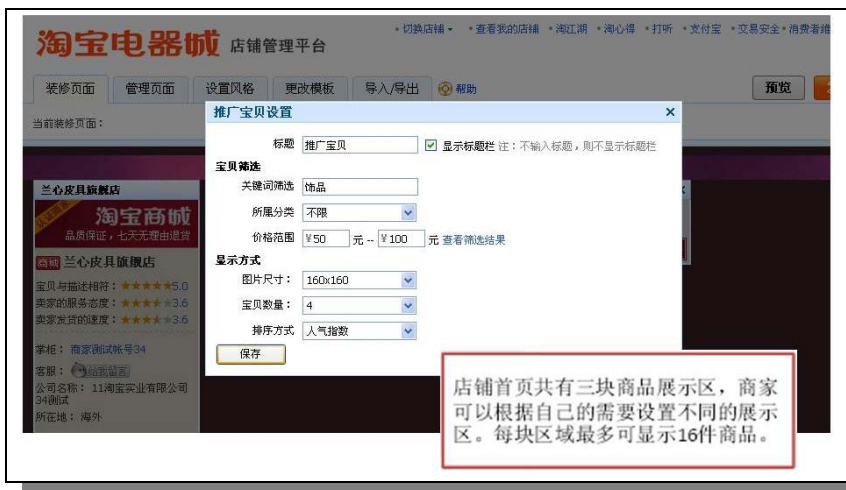 淘宝电器城 店铺管理平台
·切换店铺 ·查看我的店铺 ·淘江湖 ·淘心得 ·打听 ·支付宝 ·交易安全 ·消费者维
装修页面 管理页面 设置风格 更改模板 导入/导出 帮助 预览
当前装修页面：
推广宝贝设置
标题 推广宝贝 显示标题栏 注：不输入标题，则不显示标题栏
宝贝筛选
关键词筛选 饰品
所属分类 不限
价格范围 ￥50 元 -- ￥100 元 查看筛选结果
显示方式
图片尺寸： 160x160
宝贝数量： 4
排序方式 人气指数
保存
兰心皮具旗舰店
淘宝商城
品质保证，七天无理由退货
商城 兰心皮具旗舰店
宝贝与描述相符：5.0
卖家的服务态度：3.6
卖家发货的速度：3.6
掌柜： 商家测试帐号34
客服： 给我留言
公司名称： 11淘宝实业有限公司
34测试
所在地： 海外
店铺首页共有三块商品展示区，商家
可以根据自己的需要设置不同的展示
区。每块区域最多可显示16件商品。